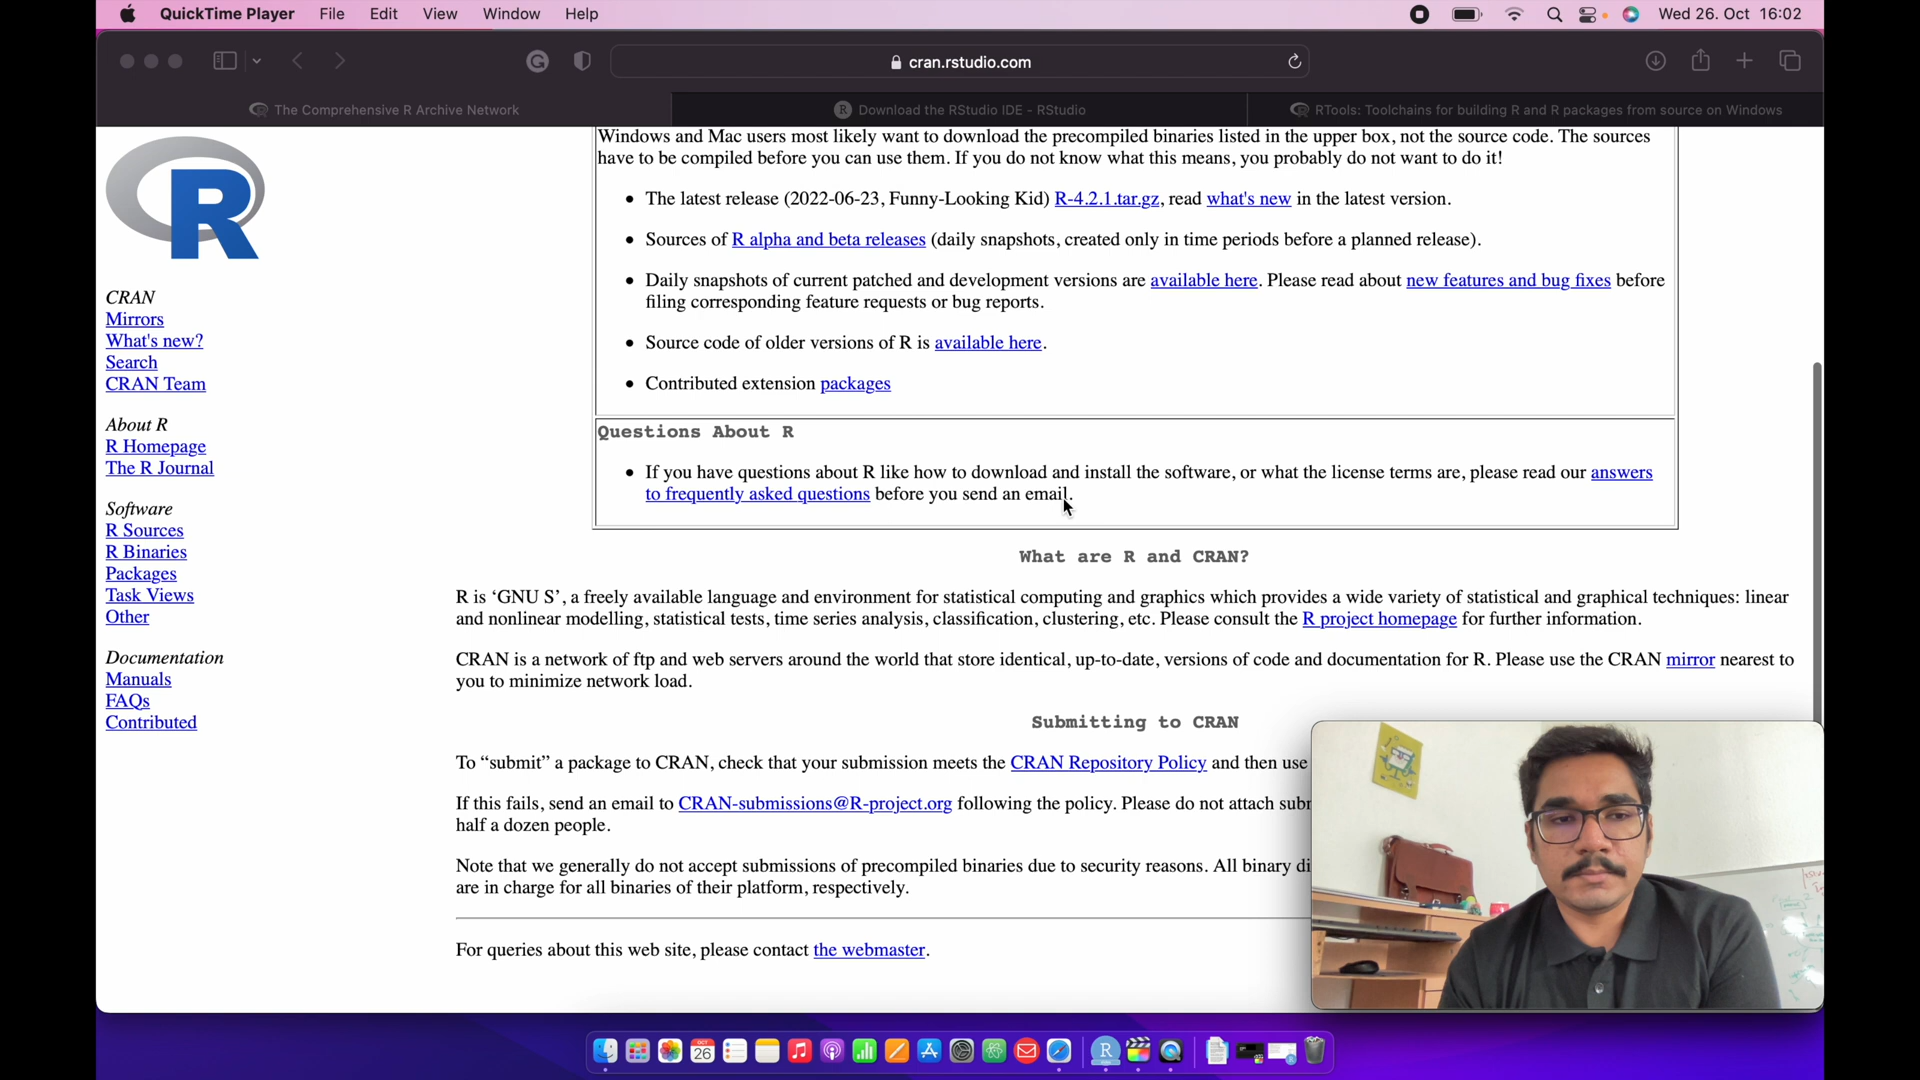 QuickTime Player File Edit View Window Help Wed 26. Oct 16:02
cran.rstudio.com
The Comprehensive R Archive Network Download the RStudio IDE - RStudio RTools: Toolchains for building R and R packages from source on Windows
R
CRAN
Mirrors
What's new?
Search
CRAN Team
About R
R Homepage
The R Journal
Software
R Sources
R Binaries
Packages
Task Views
Other
Documentation
Manuals
FAQs
Contributed
Windows and Mac users most likely want to download the precompiled binaries listed in the upper box, not the source code. The sources
have to be compiled before you can use them. If you do not know what this means, you probably do not want to do it!
• The latest release (2022-06-23, Funny-Looking Kid) R-4.2.1.tar.gz, read what's new in the latest version.
• Sources of R alpha and beta releases (daily snapshots, created only in time periods before a planned release).
• Daily snapshots of current patched and development versions are available here. Please read about new features and bug fixes before
filing corresponding feature requests or bug reports.
• Source code of older versions of R is available here.
• Contributed extension packages
Questions About R
• If you have questions about R like how to download and install the software, or what the license terms are, please read our answers
to frequently asked questions before you send an email.
What are R and CRAN?
R is ‘GNU S’, a freely available language and environment for statistical computing and graphics which provides a wide variety of statistical and graphical techniques: linear
and nonlinear modelling, statistical tests, time series analysis, classification, clustering, etc. Please consult the R project homepage for further information.
CRAN is a network of ftp and web servers around the world that store identical, up-to-date, versions of code and documentation for R. Please use the CRAN mirror nearest to
you to minimize network load.
Submitting to CRAN
To “submit” a package to CRAN, check that your submission meets the CRAN Repository Policy and then use
If this fails, send an email to CRAN-submissions@R-project.org following the policy. Please do not attach subm
half a dozen people.
Note that we generally do not accept submissions of precompiled binaries due to security reasons. All binary di
are in charge for all binaries of their platform, respectively.
For queries about this web site, please contact the webmaster.
OCT
26
R